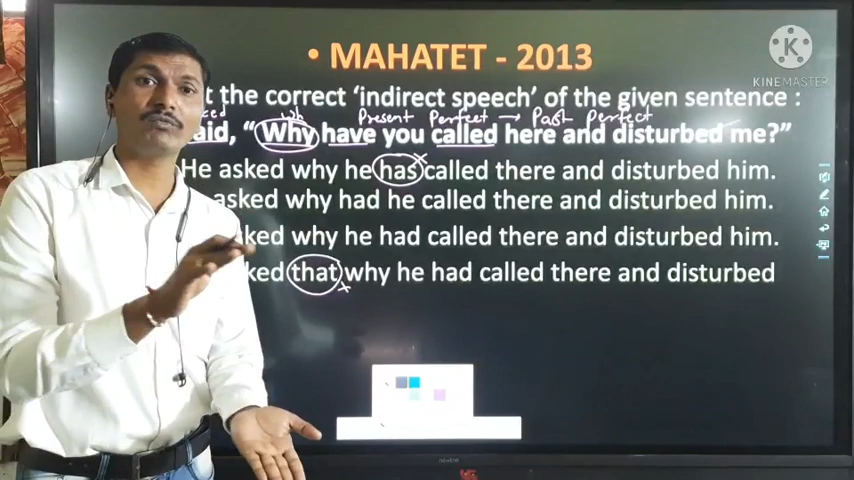 • MAHATET - 2013
K
KINEMASTER
the correct ‘indirect speech’ of the given sentence :
wh Present Perfect → Past Perfect
“Why have you called here and disturbed me?”
He asked why he has called there and disturbed him.
asked why had he called there and disturbed him.
why he had called there and disturbed him.
that why he had called there and disturbed